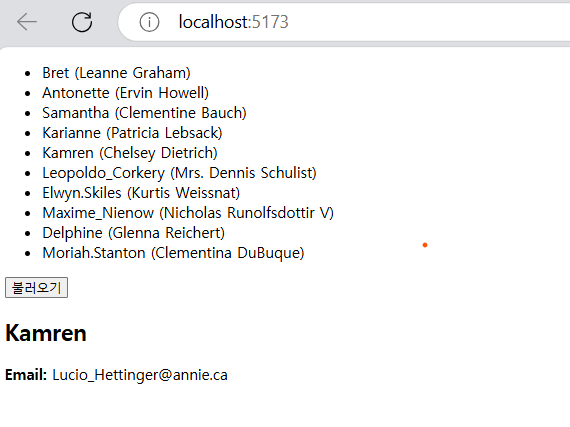 localhost:5173
Bret (Leanne Graham)
Antonette (Ervin Howell)
Samantha (Clementine Bauch)
Karianne (Patricia Lebsack)
Kamren (Chelsey Dietrich)
Leopoldo_Corkery (Mrs. Dennis Schulist)
Elwyn.Skiles (Kurtis Weissnat)
Maxime_Nienow (Nicholas Runolfsdottir V)
Delphine (Glenna Reichert)
Moriah.Stanton (Clementina DuBuque)
불러오기
Kamren
Email: Lucio_Hettinger@annie.ca